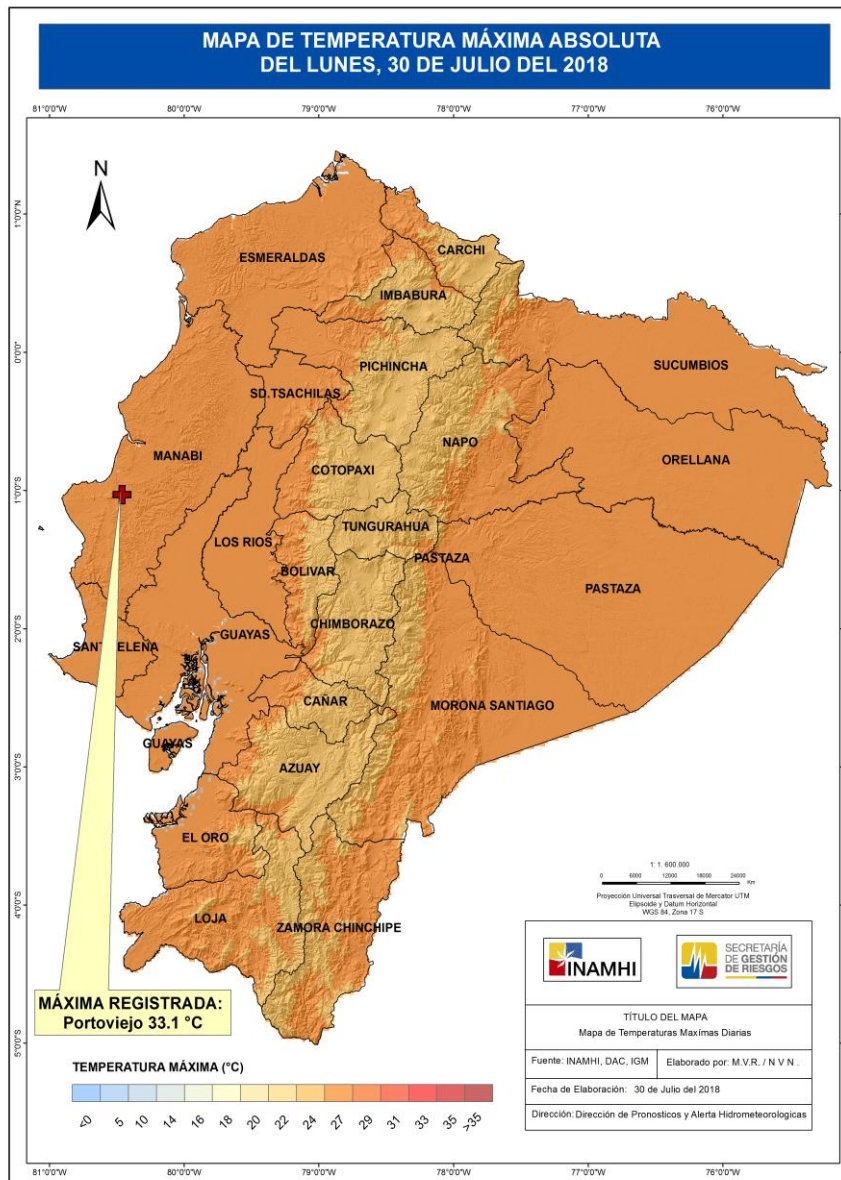 MAPA DE TEMPERATURA MÁXIMA ABSOLUTA
DEL LUNES, 30 DE JULIO DEL 2018
81°0'0"W 80°0'0"W 79°0'0"W 78°0'0"W 77°0'0"W 76°0'0"W
N
1°0'0"N
0°0'0"
1°0'0"S
2°0'0"S
3°0'0"S
4°0'0"S
5°0'0"S
CARCHI
ESMERALDAS
IMBABURA
PICHINCHA
SUCUMBIOS
SD.TSACHILAS
NAPO
MANABI
ORELLANA
COTOPAXI
TUNGURAHUA
LOS RIOS
PASTAZA
BOLIVAR
PASTAZA
CHIMBORAZO
GUAYAS
SANT ELENA
CAÑAR
MORONA SANTIAGO
GUAYAS
AZUAY
EL ORO
LOJA
ZAMORA CHINCHIPE
MÁXIMA REGISTRADA:
Portoviejo 33.1 °C
1: 1. 600.000
0 6000 12000 18000 24000
Km
Proyección Universal Trasversal de Mercator UTM
Elipsoide y Datum Horizontal
WGS 84, Zona 17 S
INAMHI
SECRETARÍA
DE GESTIÓN
DE RIESGOS
TÍTULO DEL MAPA
Mapa de Temperaturas Maxímas Diarias
Fuente: INAMHI, DAC, IGM
Elaborado por: M.V.R. / N V N .
Fecha de Elaboración: 30 de Julio del 2018
Dirección: Dirección de Pronosticos y Alerta Hidrometeorologicas
TEMPERATURA MÁXIMA (°C)
<0 5 10 14 16 18 20 22 24 27 29 31 33 35 >35
81°0'0"W 80°0'0"W 79°0'0"W 78°0'0"W 77°0'0"W 76°0'0"W